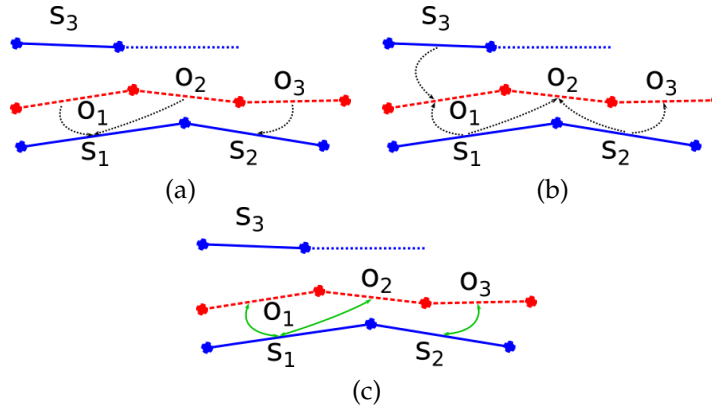 s3 s3
o2 o3 o2 o3
o1 o1
s1 s2 s1 s2
(a) (b)
s3
o2 o3
o1
s1 s2
(c)